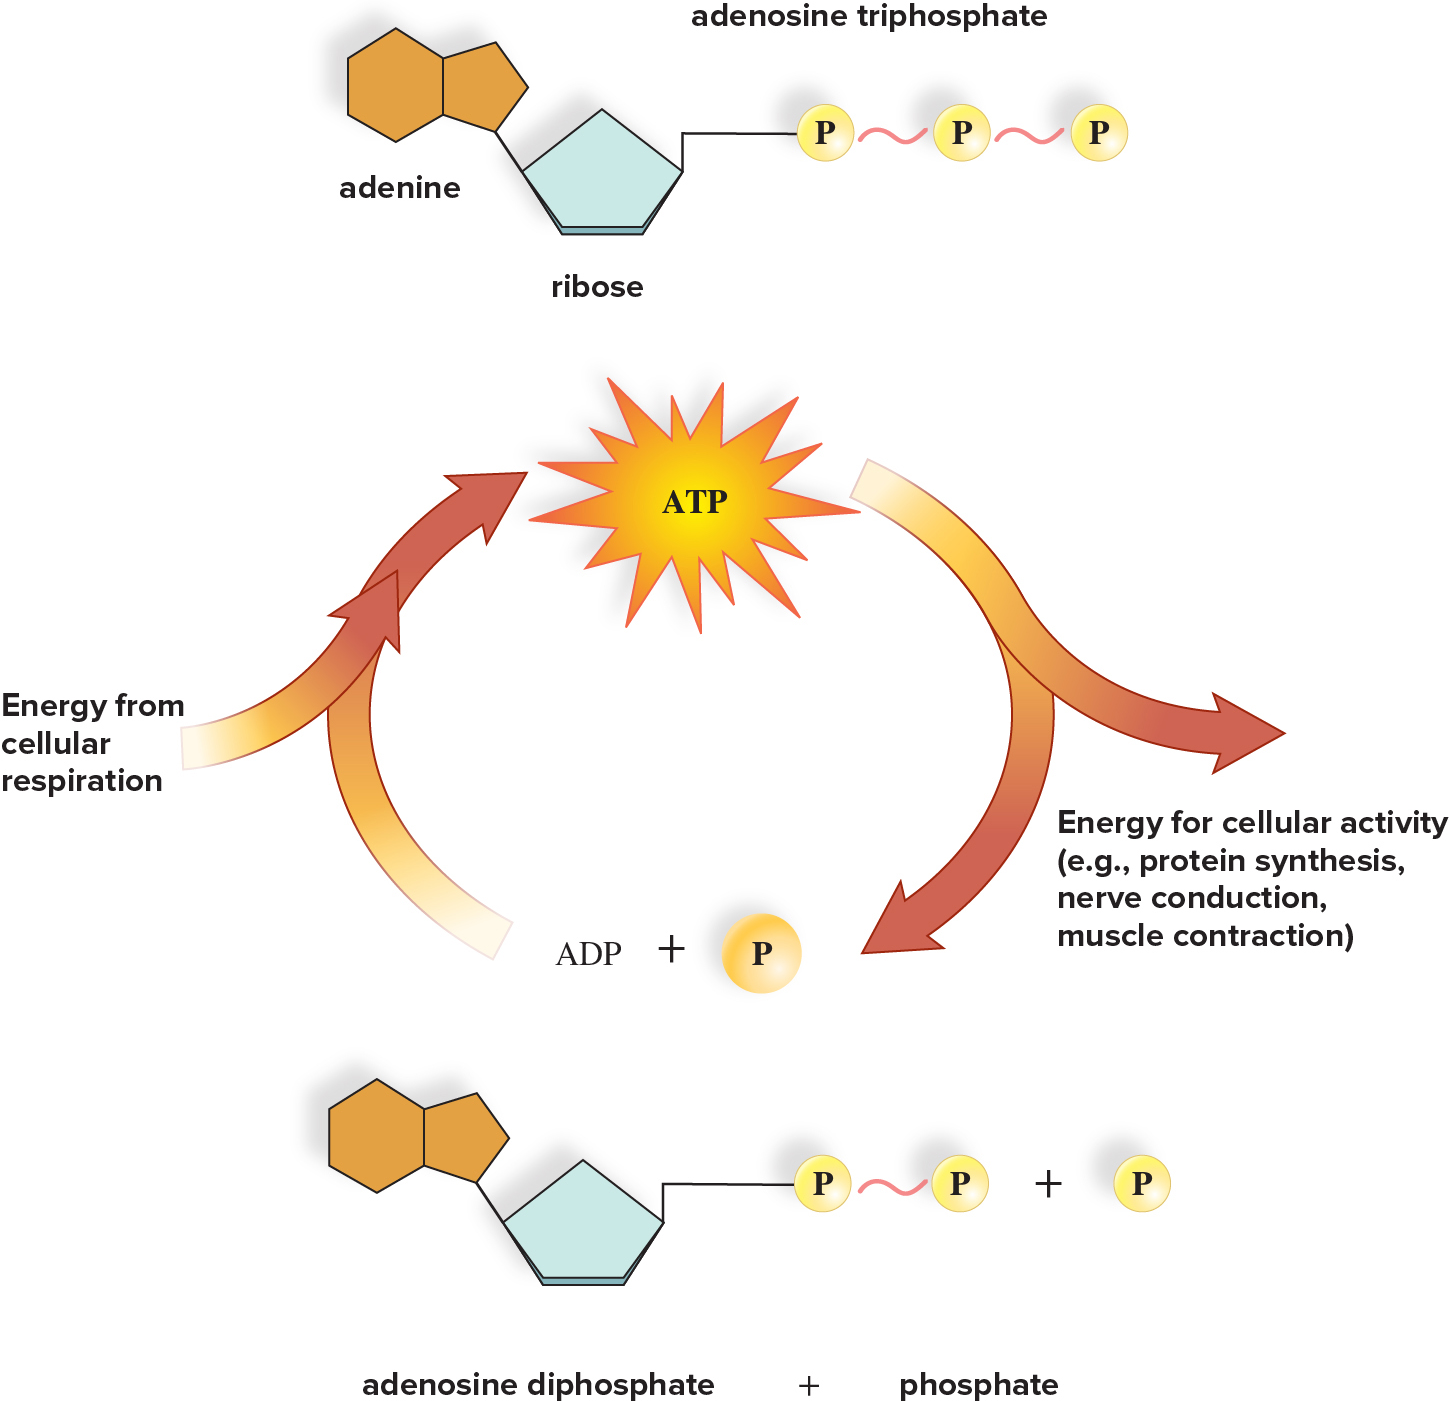 adenosine triphosphate
P P P
adenine
ribose
ATP
Energy from
cellular
respiration
Energy for cellular activity
(e.g., protein synthesis,
nerve conduction,
muscle contraction)
ADP + P
P P + P
adenosine diphosphate + phosphate